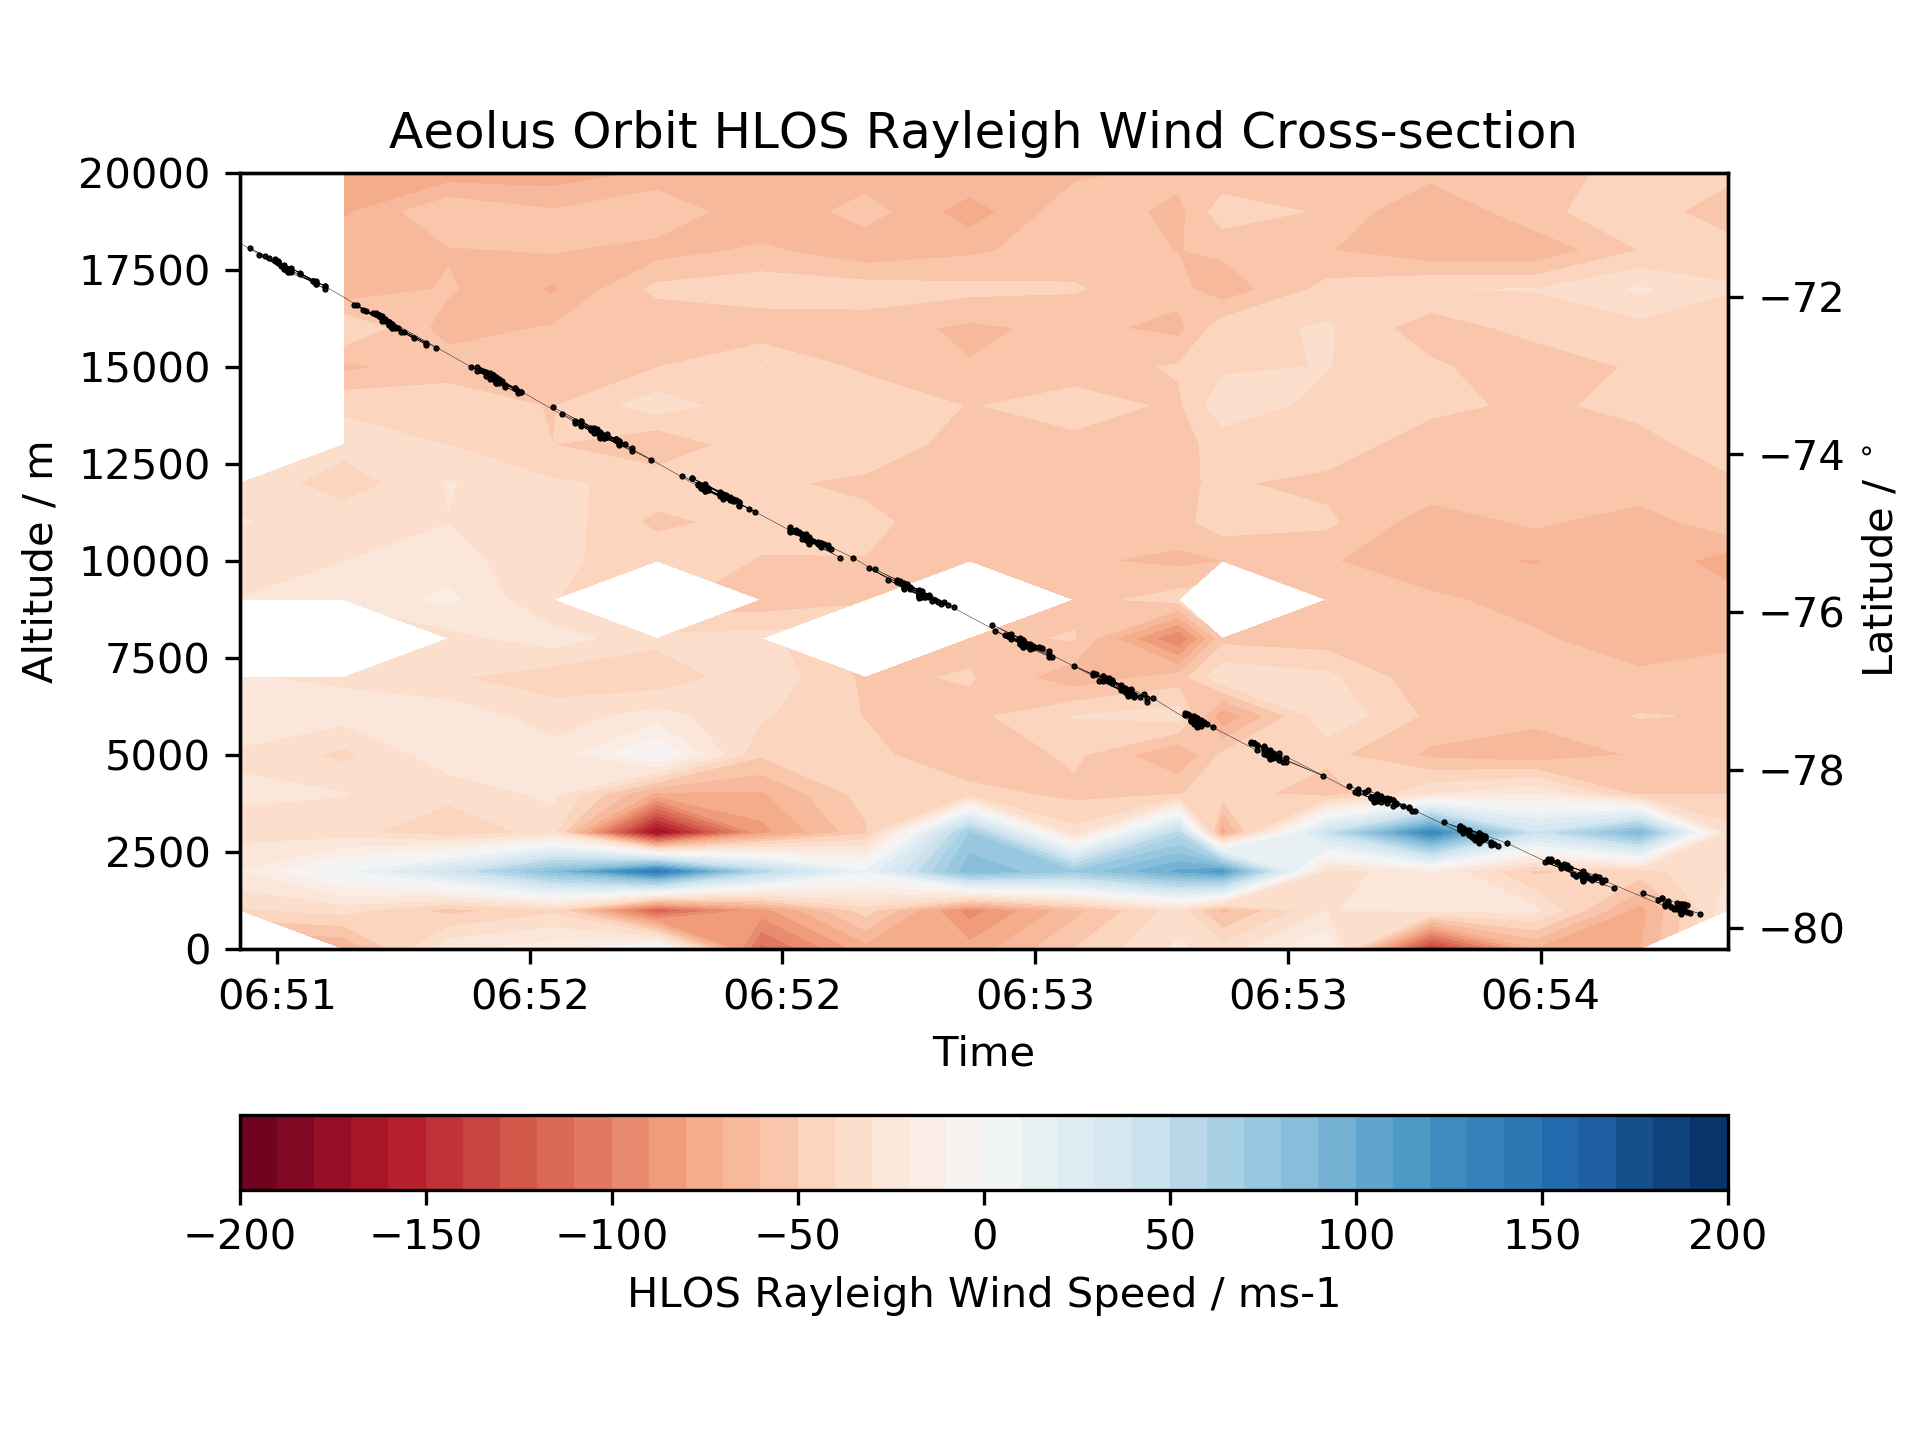 Aeolus Orbit HLOS Rayleigh Wind Cross-section
20000
17500
15000
12500
10000
7500
5000
2500
0
Altitude / m
−72
−74
−76
−78
−80
Latitude / °
06:51 06:52 06:52 06:53 06:53 06:54
Time
−200 −150 −100 −50 0 50 100 150 200
HLOS Rayleigh Wind Speed / ms-1